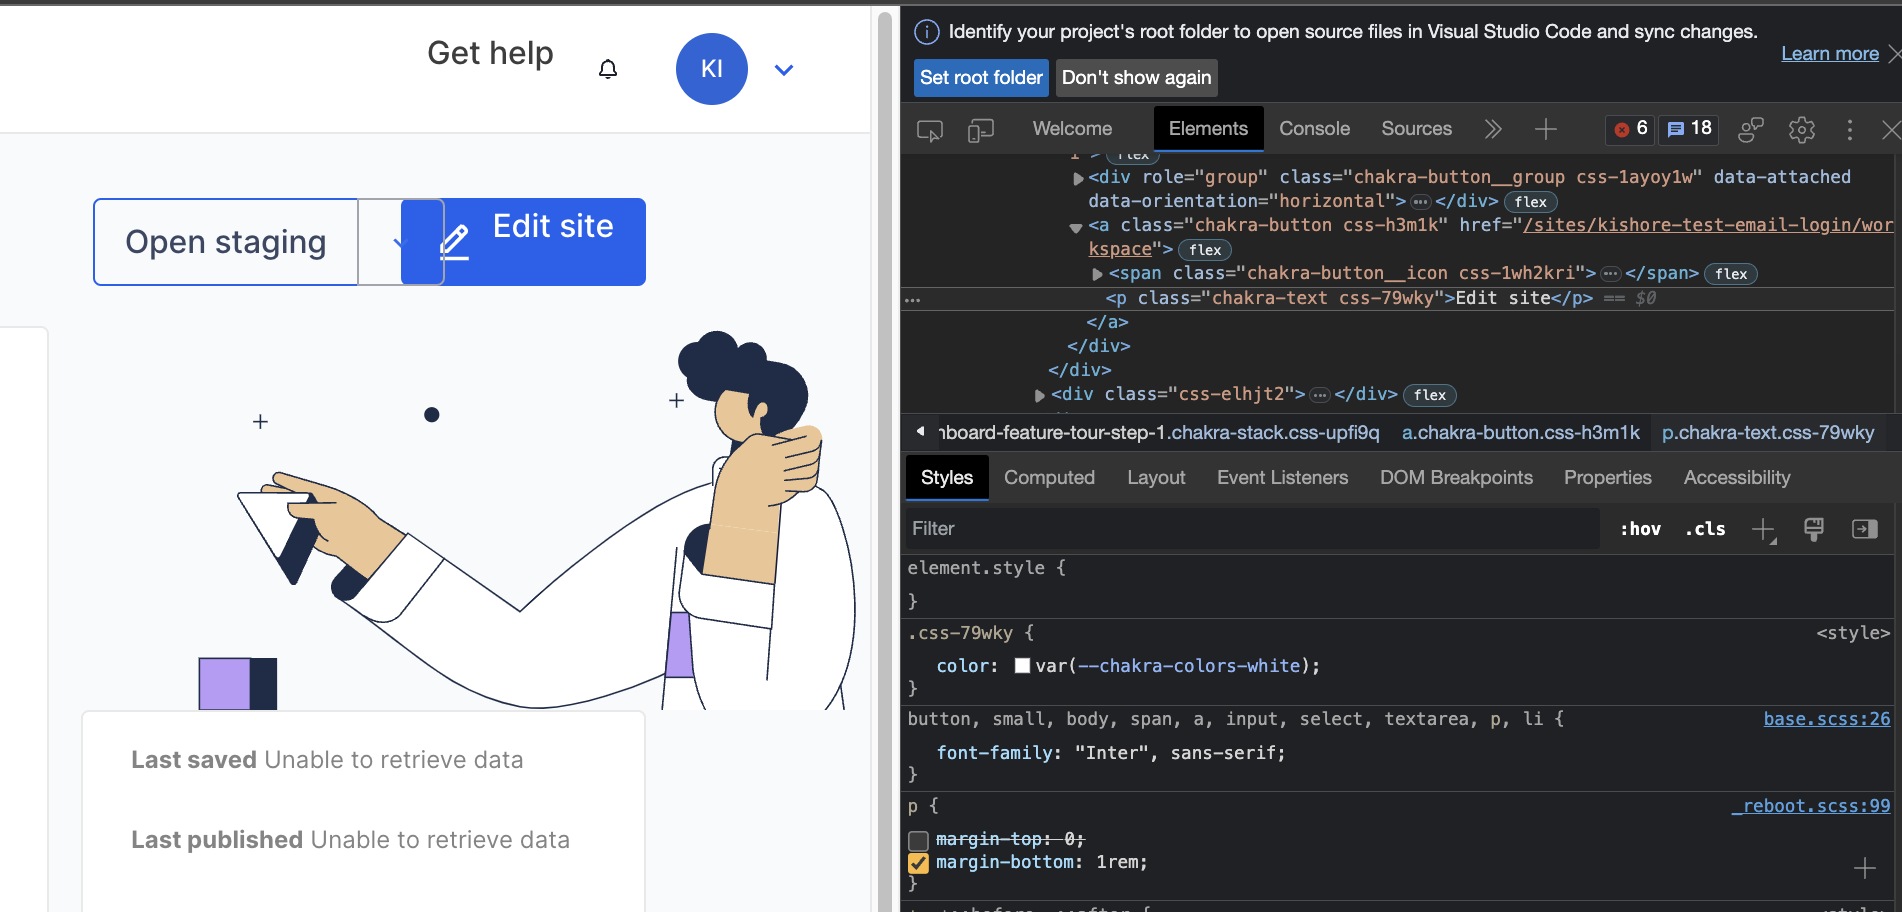 Get help
KI
Open staging
Edit site
Last saved Unable to retrieve data
Last published Unable to retrieve data
Identify your project's root folder to open source files in Visual Studio Code and sync changes.
Learn more
Set root folder
Don't show again
Welcome
Elements
Console
Sources
6
18
flex
<div role="group" class="chakra-button__group css-1ayoy1w" data-attached
data-orientation="horizontal"> … </div> flex
<a class="chakra-button css-h3m1k" href="/sites/kishore-test-email-login/wor
kspace"> flex
<span class="chakra-button__icon css-1wh2kri"> … </span> flex
… <p class="chakra-text css-79wky">Edit site</p> == $0
</a>
</div>
</div>
<div class="css-elhjt2"> … </div> flex
board-feature-tour-step-1.chakra-stack.css-upfi9q a.chakra-button.css-h3m1k p.chakra-text.css-79wky
Styles
Computed
Layout
Event Listeners
DOM Breakpoints
Properties
Accessibility
Filter
:hov
.cls
element.style {
}
.css-79wky { <style>
color: var(--chakra-colors-white);
}
button, small, body, span, a, input, select, textarea, p, li { base.scss:26
font-family: "Inter", sans-serif;
}
p { _reboot.scss:99
margin-top: 0;
margin-bottom: 1rem;
}